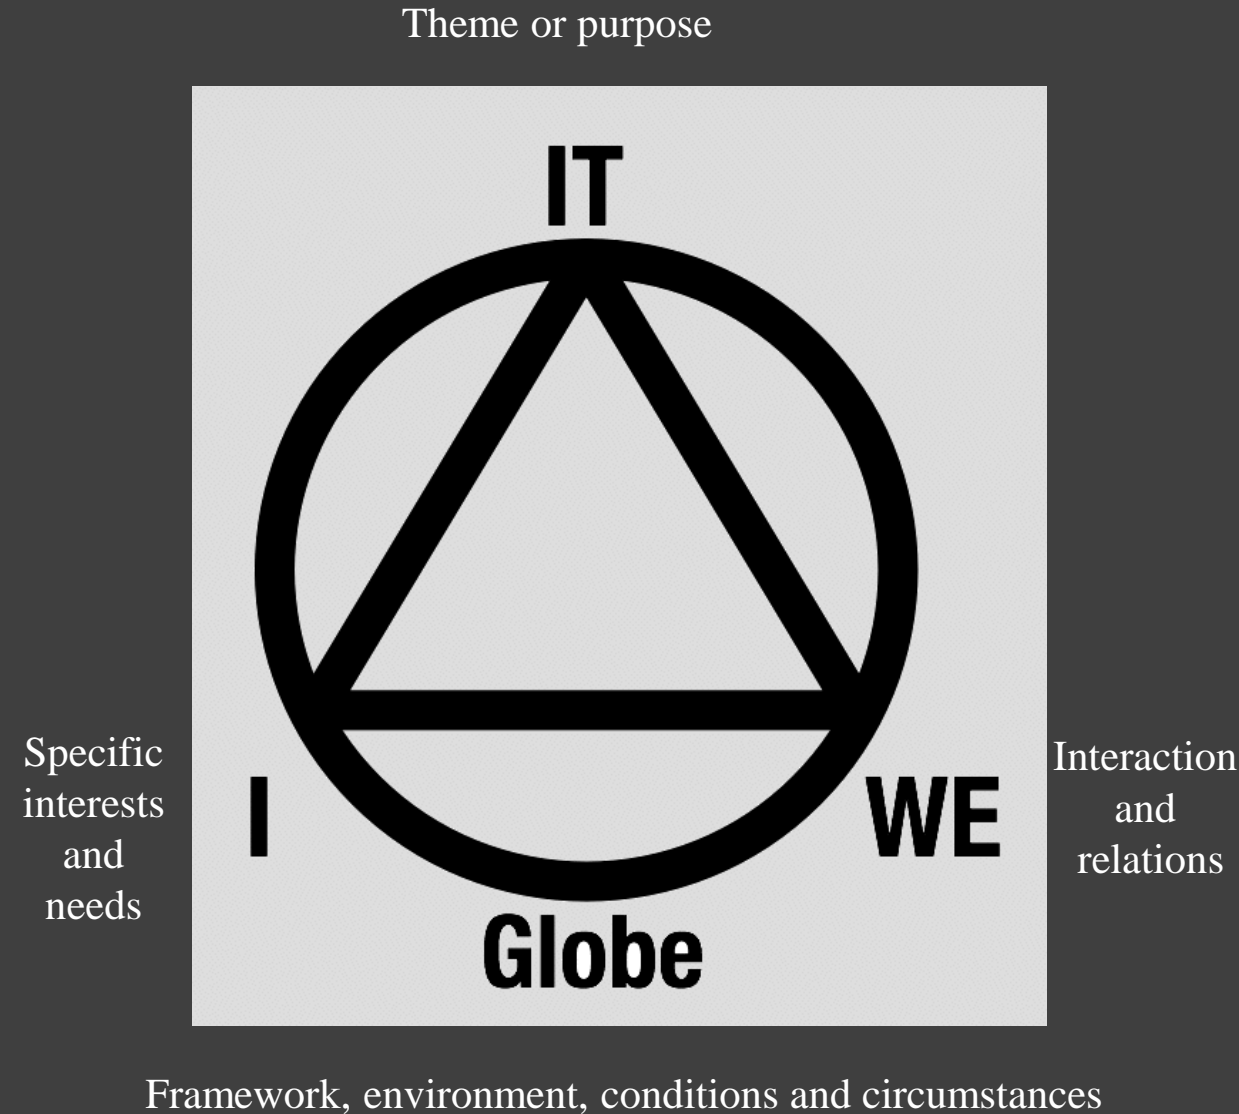 Theme or purpose
IT
Specific
interests
and
needs
I
WE
Interaction
and
relations
Globe
Framework, environment, conditions and circumstances